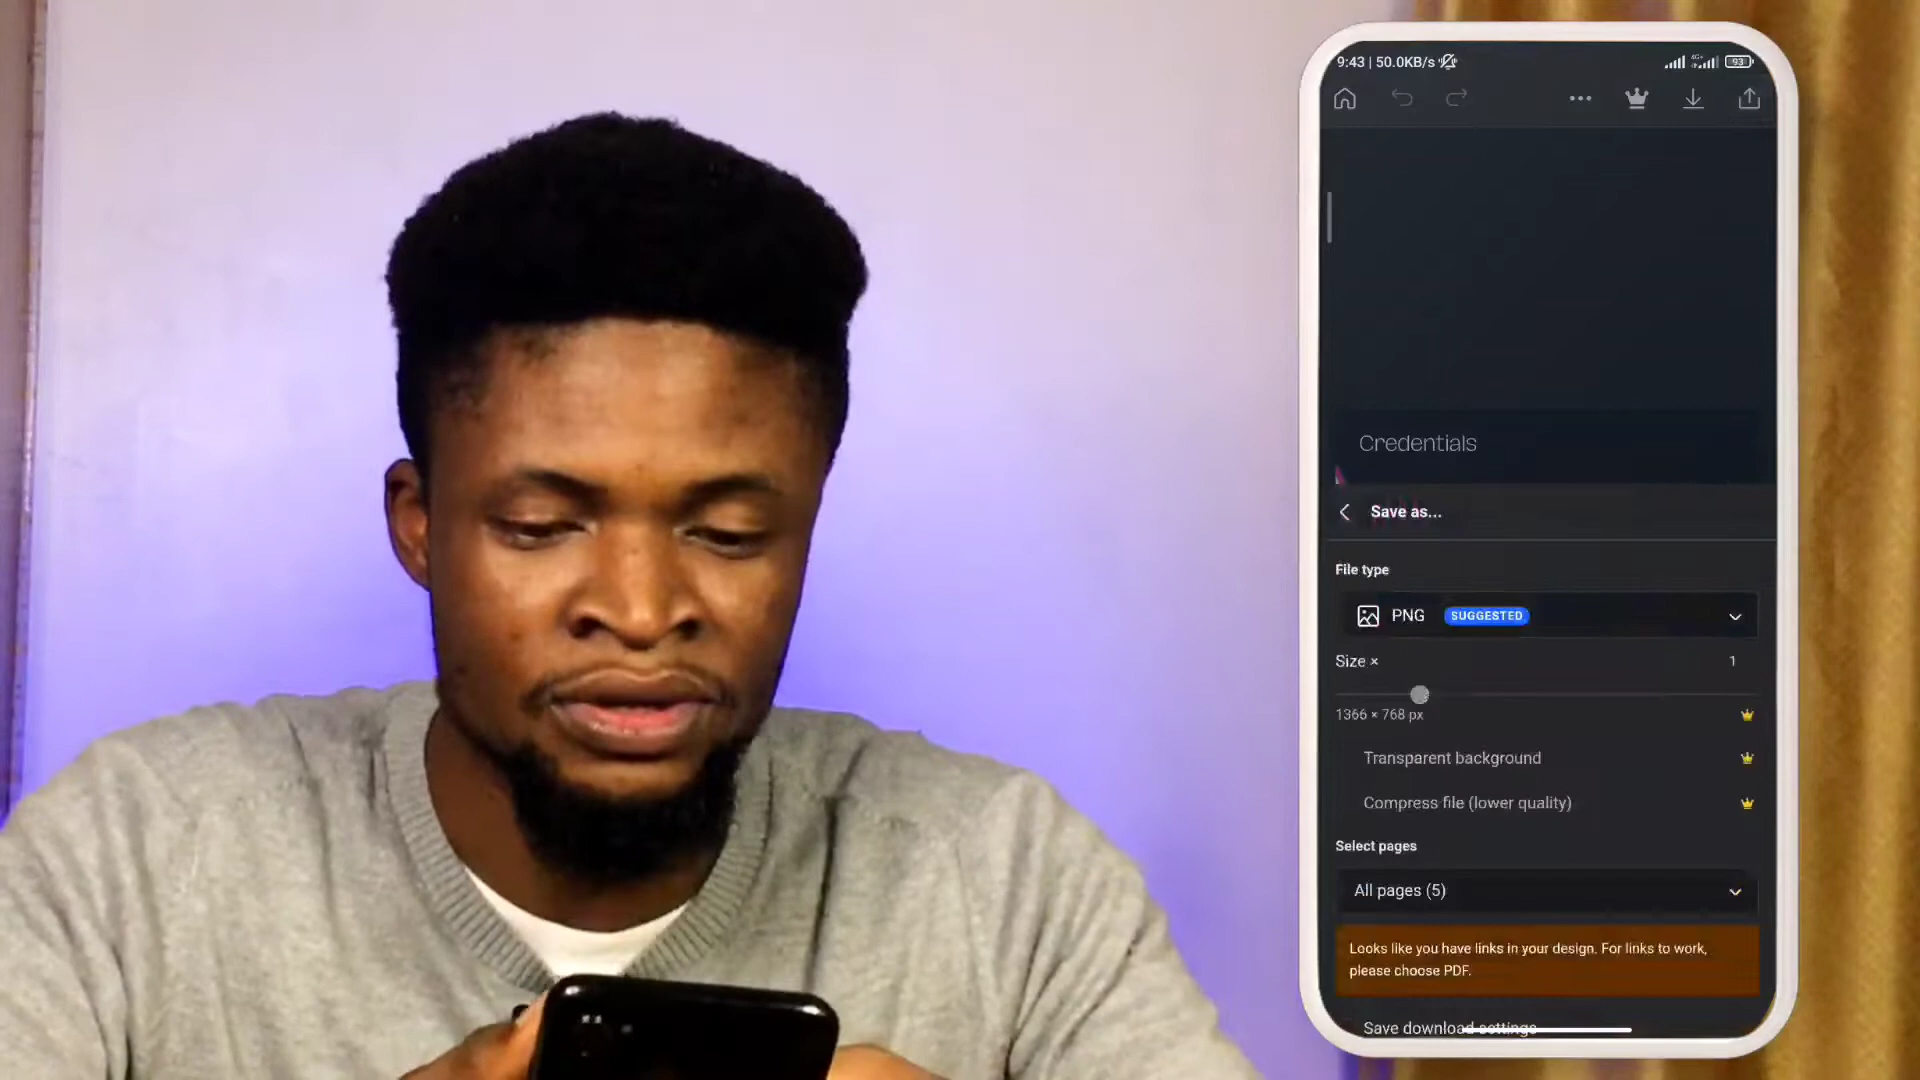 9:43 | 50.0KB/s
4G+
93
Credentials
Save as...
File type
PNG SUGGESTED
Size × 1
1366 × 768 px
Transparent background
Compress file (lower quality)
Select pages
All pages (5)
Looks like you have links in your design. For links to work,
please choose PDF.
Save download settings